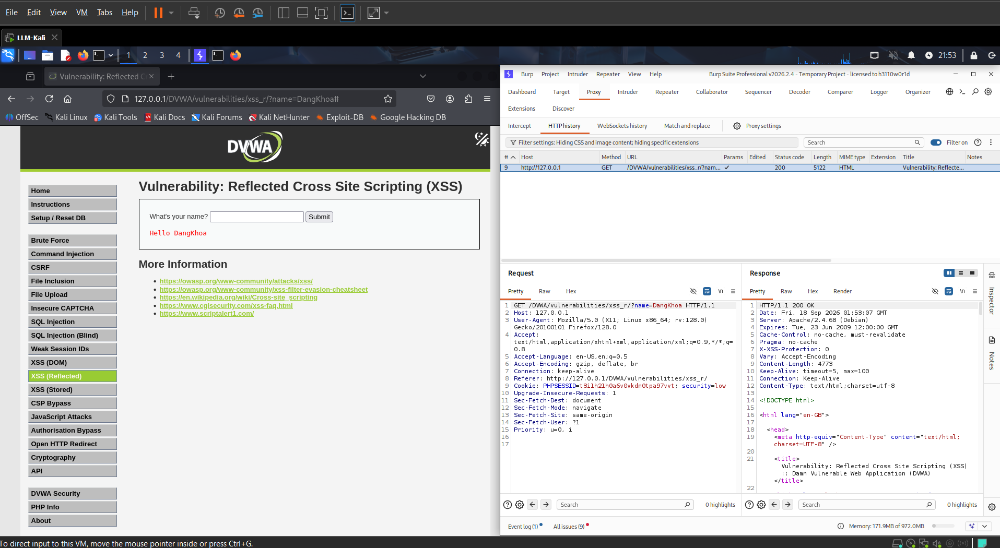 File Edit View VM Tabs Help
LLM-Kali
1 2 3 4
21:53
Vulnerability: Reflected C
127.0.0.1/DVWA/vulnerabilities/xss_r/?name=DangKhoa#
OffSec Kali Linux Kali Tools Kali Docs Kali Forums Kali NetHunter Exploit-DB Google Hacking DB
DVWA
Home
Instructions
Setup / Reset DB
Brute Force
Command Injection
CSRF
File Inclusion
File Upload
Insecure CAPTCHA
SQL Injection
SQL Injection (Blind)
Weak Session IDs
XSS (DOM)
XSS (Reflected)
XSS (Stored)
CSP Bypass
JavaScript Attacks
Authorisation Bypass
Open HTTP Redirect
Cryptography
API
DVWA Security
PHP Info
About
Vulnerability: Reflected Cross Site Scripting (XSS)
What's your name? Submit
Hello DangKhoa
More Information
https://owasp.org/www-community/attacks/xss/
https://owasp.org/www-community/xss-filter-evasion-cheatsheet
https://en.wikipedia.org/wiki/Cross-site_scripting
https://www.cgisecurity.com/xss-faq.html
https://www.scriptalert1.com/
Burp Project Intruder Repeater View Help
Burp Suite Professional v2026.2.4 - Temporary Project - licensed to h3110w0r1d
Dashboard Target Proxy Intruder Repeater Collaborator Sequencer Decoder Comparer Logger Organizer
Extensions Discover
Intercept HTTP history WebSockets history Match and replace Proxy settings
Filter settings: Hiding CSS and image content; hiding specific extensions
Search
Filter on
# Host Method URL Params Edited Status code Length MIME type Extension Title Notes
9 http://127.0.0.1 GET /DVWA/vulnerabilities/xss_r/?nam... ✓ 200 5122 HTML Vulnerability: Reflecte...
Request
Pretty Raw Hex
\n
1 GET /DVWA/vulnerabilities/xss_r/?name=DangKhoa HTTP/1.1
2 Host: 127.0.0.1
3 User-Agent: Mozilla/5.0 (X11; Linux x86_64; rv:128.0)
Gecko/20100101 Firefox/128.0
4 Accept:
text/html,application/xhtml+xml,application/xml;q=0.9,*/*;q=
0.8
5 Accept-Language: en-US,en;q=0.5
6 Accept-Encoding: gzip, deflate, br
7 Connection: keep-alive
8 Referer: http://127.0.0.1/DVWA/vulnerabilities/xss_r/
9 Cookie: PHPSESSID=t3i1h21h0a6v0vkdm0tpa97vvt; security=low
10 Upgrade-Insecure-Requests: 1
11 Sec-Fetch-Dest: document
12 Sec-Fetch-Mode: navigate
13 Sec-Fetch-Site: same-origin
14 Sec-Fetch-User: ?1
15 Priority: u=0, i
16
17
Search
0 highlights
Response
Pretty Raw Hex Render
\n
1 HTTP/1.1 200 OK
2 Date: Fri, 18 Sep 2026 01:53:07 GMT
3 Server: Apache/2.4.68 (Debian)
4 Expires: Tue, 23 Jun 2009 12:00:00 GMT
5 Cache-Control: no-cache, must-revalidate
6 Pragma: no-cache
7 X-XSS-Protection: 0
8 Vary: Accept-Encoding
9 Content-Length: 4773
10 Keep-Alive: timeout=5, max=100
11 Connection: Keep-Alive
12 Content-Type: text/html;charset=utf-8
13
14 <!DOCTYPE html>
15
16 <html lang="en-GB">
17
18 <head>
19 <meta http-equiv="Content-Type" content="text/html;
charset=UTF-8" />
20
21 <title>
Vulnerability: Reflected Cross Site Scripting (XSS)
:: Damn Vulnerable Web Application (DVWA)
</title>
22
Search
0 highlights
Inspector
Notes
Event log (1) All issues (9)
Memory: 171.9MB of 972.0MB
To direct input to this VM, move the mouse pointer inside or press Ctrl+G.